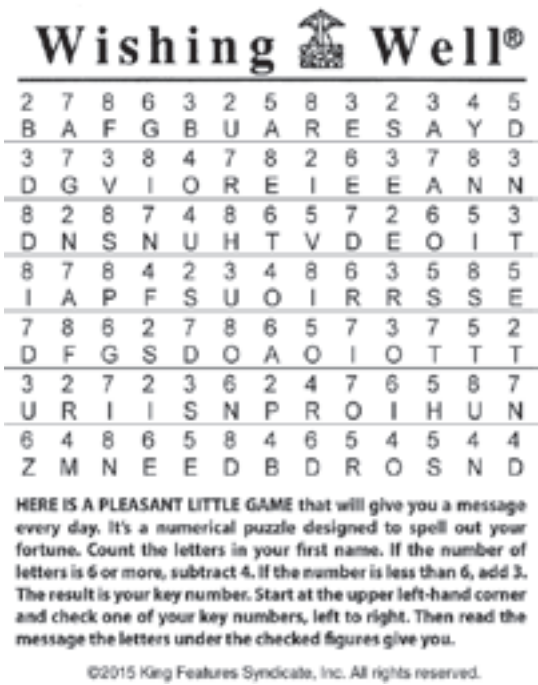 Wishing Well®
2 7 8 6 3 2 5 8 3 2 3 4 5
B A F G B U A R E S A Y D
3 7 3 8 4 7 8 2 6 3 7 8 3
D G V I O R E I E E A N N
8 2 8 7 4 8 6 5 7 2 6 5 3
D N S N U H T V D E O I T
8 7 8 4 2 3 4 8 6 3 5 8 5
I A P F S U O I R R S S E
7 8 6 2 7 8 6 5 7 3 7 5 2
D F G S D O A O I O T T T
3 2 7 2 3 6 2 4 7 6 5 8 7
U R I I S N P R O I H U N
6 4 8 6 5 8 4 6 5 4 5 4 4
Z M N E E D B D R O S N D
HERE IS A PLEASANT LITTLE GAME that will give you a message
every day. It's a numerical puzzle designed to spell out your
fortune. Count the letters in your first name. If the number of
letters is 6 or more, subtract 4. If the number is less than 6, add 3.
The result is your key number. Start at the upper left-hand corner
and check one of your key numbers, left to right. Then read the
message the letters under the checked figures give you.
©2015 King Features Syndicate, Inc. All rights reserved.